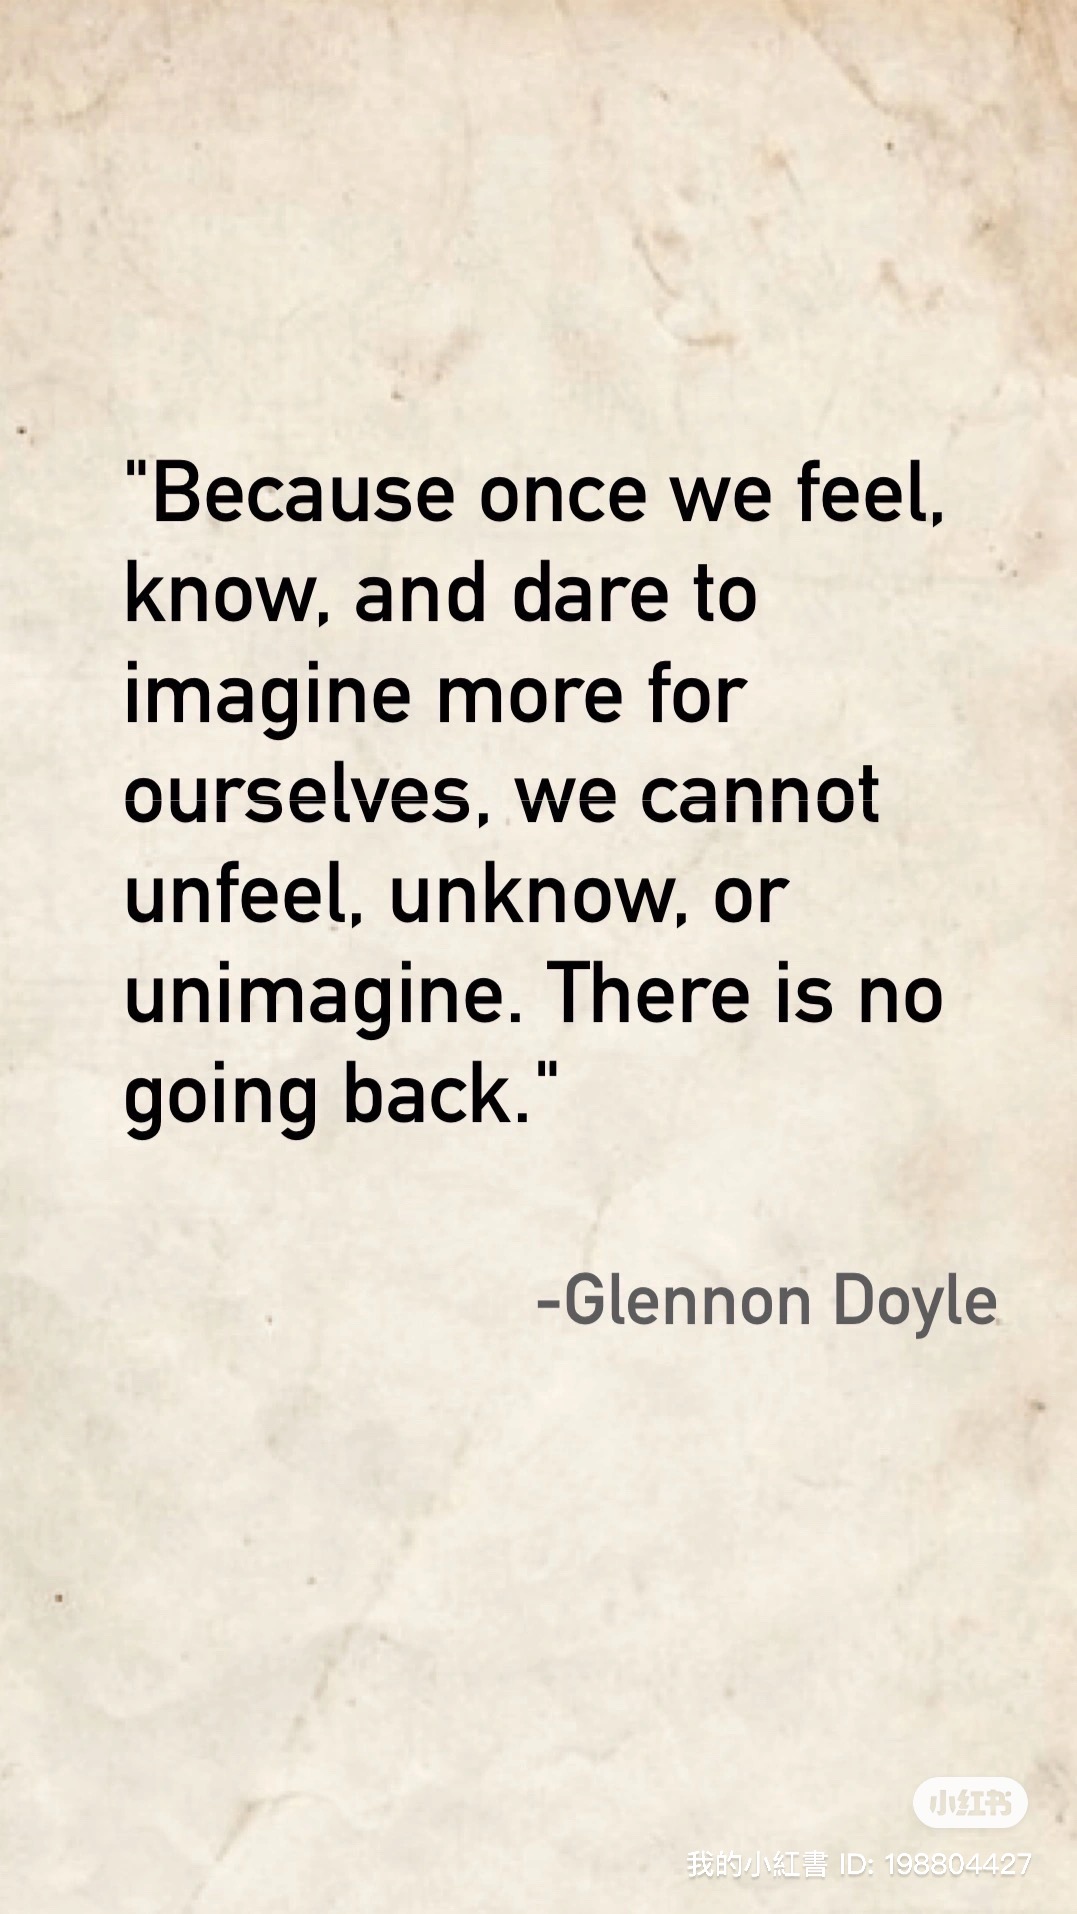 "Because once we feel,
know, and dare to
imagine more for
ourselves, we cannot
unfeel, unknow, or
unimagine. There is no
going back."
-Glennon Doyle
小红书
我的小紅書 ID: 198804427